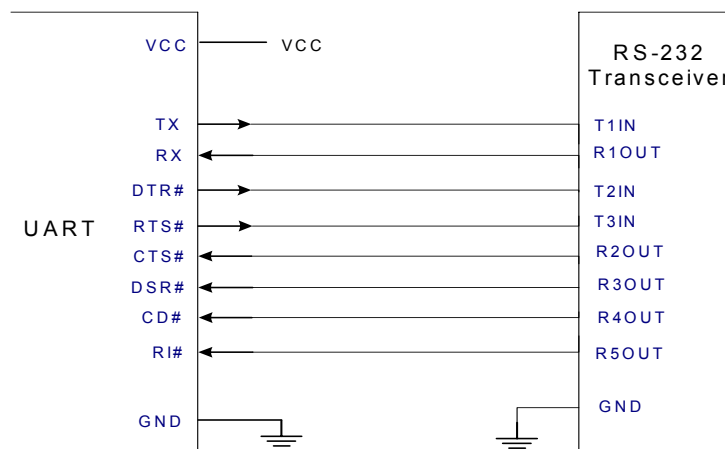 VCC VCC
RS-232
Transceiver
TX T1IN
RX R1OUT
DTR# T2IN
UART
RTS# T3IN
CTS# R2OUT
DSR# R3OUT
CD# R4OUT
RI# R5OUT
GND GND